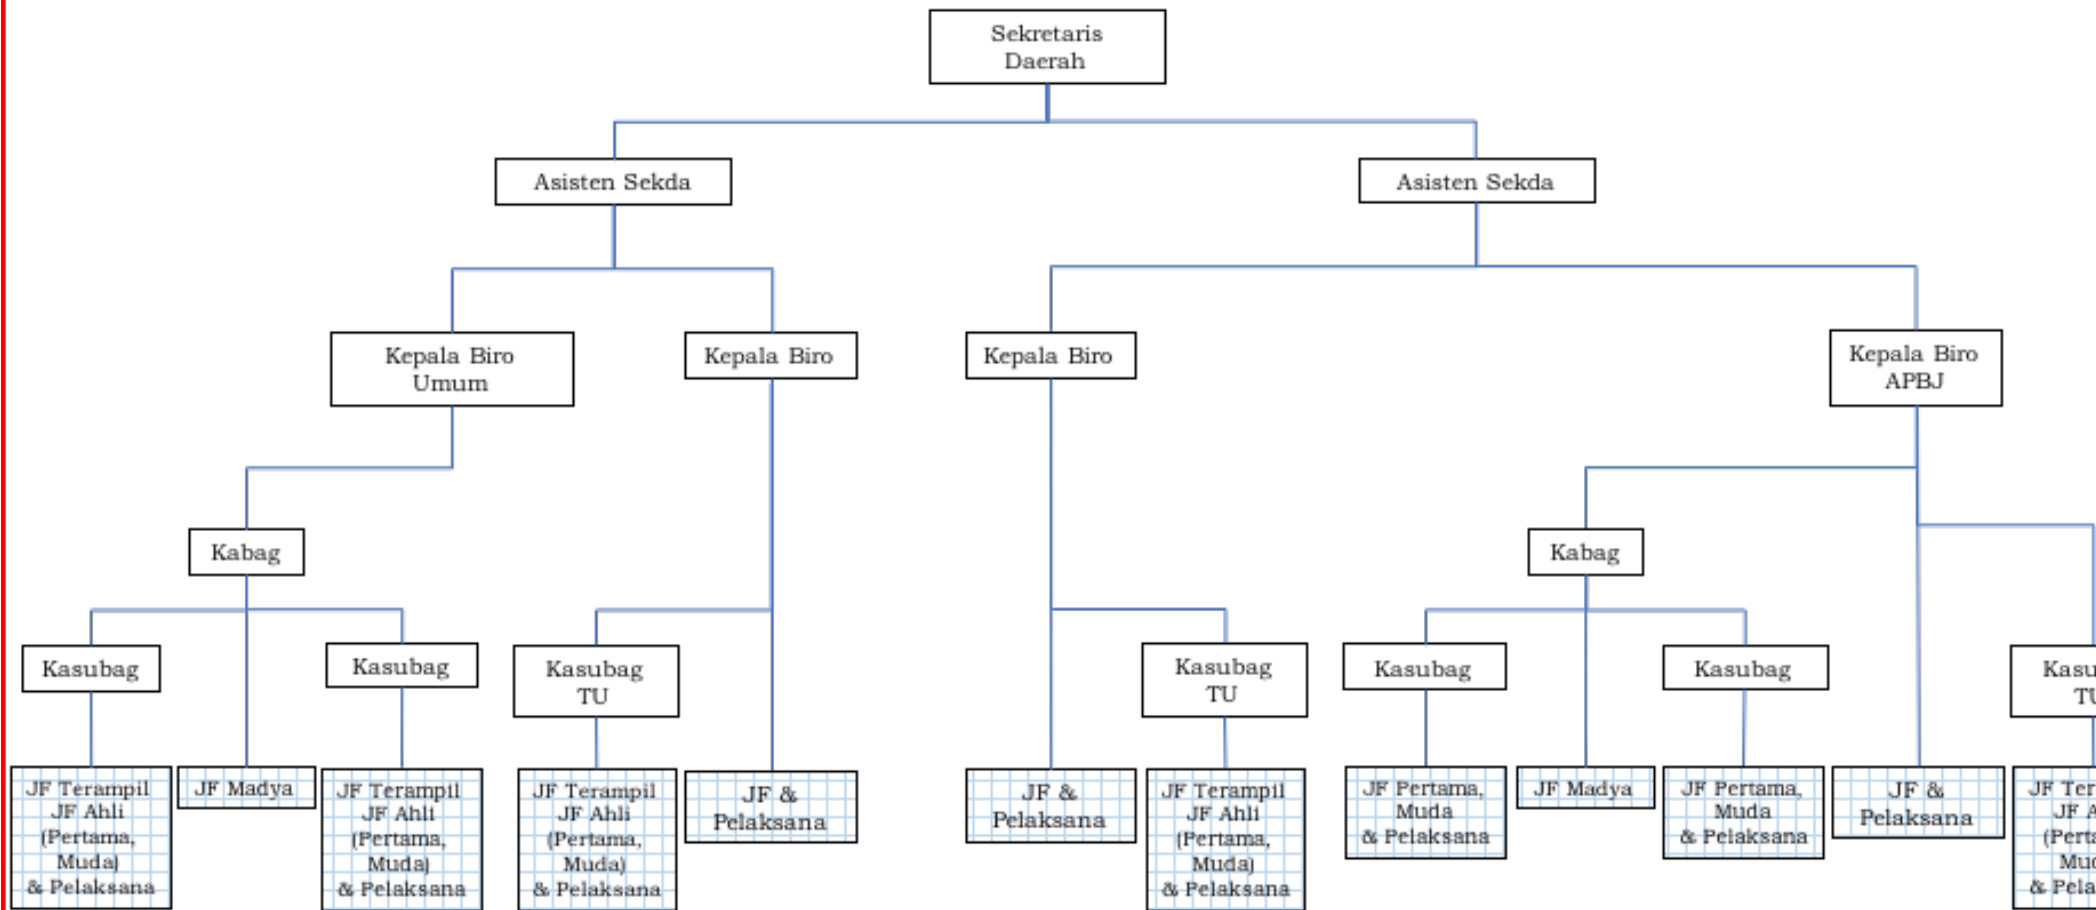 Sekretaris
Daerah
Asisten Sekda
Asisten Sekda
Kepala Biro
Umum
Kepala Biro
Kepala Biro
Kepala Biro
APBJ
Kabag
Kabag
Kasubag
Kasubag
Kasubag
TU
Kasubag
TU
Kasubag
Kasubag
JF Terampil
JF Ahli
(Pertama,
Muda)
& Pelaksana
JF Madya
JF Terampil
JF Ahli
(Pertama,
Muda)
& Pelaksana
JF Terampil
JF Ahli
(Pertama,
Muda)
& Pelaksana
JF &
Pelaksana
JF &
Pelaksana
JF Terampil
JF Ahli
(Pertama,
Muda)
& Pelaksana
JF Pertama,
Muda
& Pelaksana
JF Madya
JF Pertama,
Muda
& Pelaksana
JF &
Pelaksana
JF
JF
&